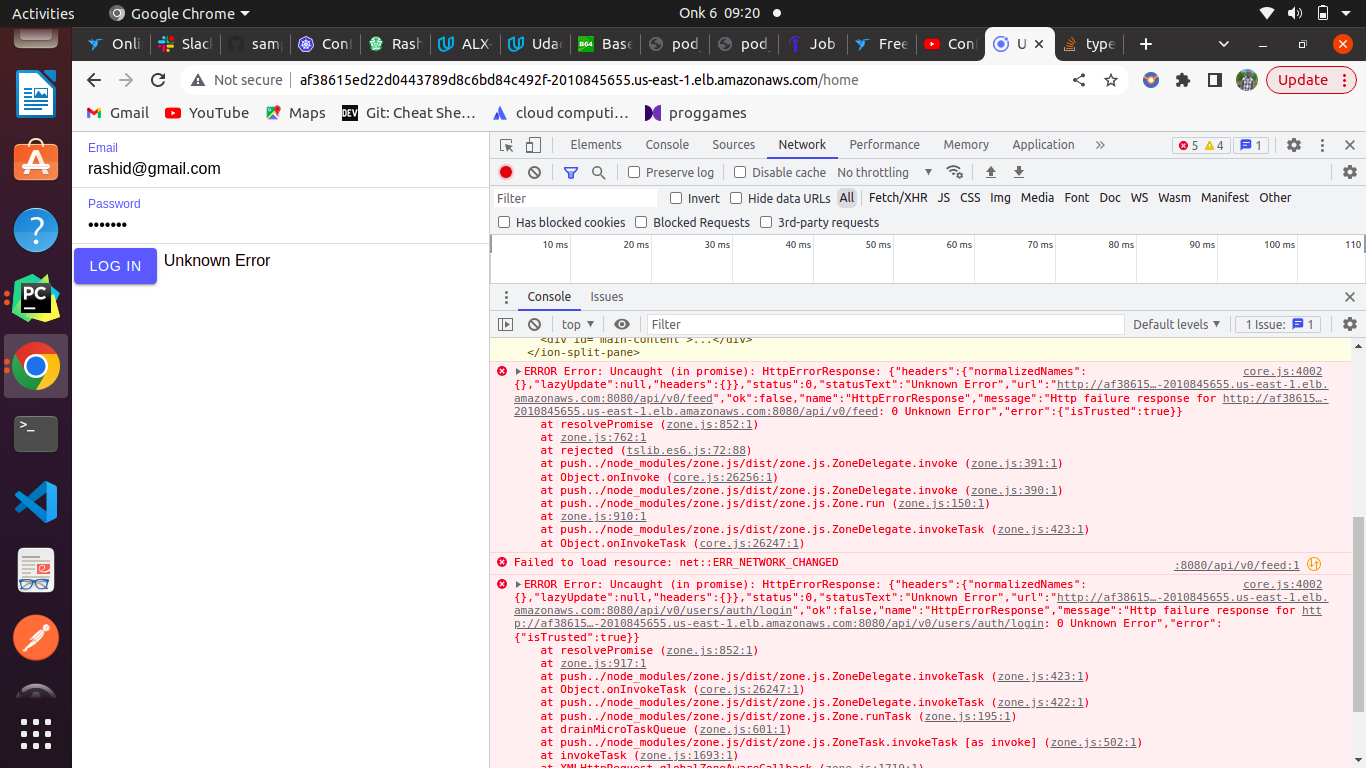 Activities
Google Chrome
Onk 6 09:20
Onli
Slac
samp
Conf
Rash
ALX-
Udac
B64
Base
pod_
pod_
Job
Free
Con
U
type
Not secure
af38615ed22d0443789d8c6bd84c492f-2010845655.us-east-1.elb.amazonaws.com/home
Update
Gmail
YouTube
Maps
DEV
Git: Cheat She…
cloud computi…
proggames
Email
rashid@gmail.com
Password
•••••••
LOG IN
Unknown Error
Elements Console Sources Network Performance Memory Application »
5 4 1
Preserve log
Disable cache
No throttling
Filter
Invert
Hide data URLs
All Fetch/XHR JS CSS Img Media Font Doc WS Wasm Manifest Other
Has blocked cookies
Blocked Requests
3rd-party requests
10 ms 20 ms 30 ms 40 ms 50 ms 60 ms 70 ms 80 ms 90 ms 100 ms 110
Console Issues
top
Filter
Default levels
1 Issue: 1
<div id="main-content">...</div>
</ion-split-pane>
ERROR Error: Uncaught (in promise): HttpErrorResponse: {"headers":{"normalizedNames": core.js:4002
{},"lazyUpdate":null,"headers":{}},"status":0,"statusText":"Unknown Error","url":"http://af38615…-2010845655.us-east-1.elb.
amazonaws.com:8080/api/v0/feed","ok":false,"name":"HttpErrorResponse","message":"Http failure response for http://af38615…-
2010845655.us-east-1.elb.amazonaws.com:8080/api/v0/feed: 0 Unknown Error","error":{"isTrusted":true}}
at resolvePromise (zone.js:852:1)
at zone.js:762:1
at rejected (tslib.es6.js:72:88)
at push../node_modules/zone.js/dist/zone.js.ZoneDelegate.invoke (zone.js:391:1)
at Object.onInvoke (core.js:26256:1)
at push../node_modules/zone.js/dist/zone.js.ZoneDelegate.invoke (zone.js:390:1)
at push../node_modules/zone.js/dist/zone.js.Zone.run (zone.js:150:1)
at zone.js:910:1
at push../node_modules/zone.js/dist/zone.js.ZoneDelegate.invokeTask (zone.js:423:1)
at Object.onInvokeTask (core.js:26247:1)
Failed to load resource: net::ERR_NETWORK_CHANGED :8080/api/v0/feed:1
ERROR Error: Uncaught (in promise): HttpErrorResponse: {"headers":{"normalizedNames": core.js:4002
{},"lazyUpdate":null,"headers":{}},"status":0,"statusText":"Unknown Error","url":"http://af38615…-2010845655.us-east-1.elb.
amazonaws.com:8080/api/v0/users/auth/login","ok":false,"name":"HttpErrorResponse","message":"Http failure response for htt
p://af38615…-2010845655.us-east-1.elb.amazonaws.com:8080/api/v0/users/auth/login: 0 Unknown Error","error":
{"isTrusted":true}}
at resolvePromise (zone.js:852:1)
at zone.js:917:1
at push../node_modules/zone.js/dist/zone.js.ZoneDelegate.invokeTask (zone.js:423:1)
at Object.onInvokeTask (core.js:26247:1)
at push../node_modules/zone.js/dist/zone.js.ZoneDelegate.invokeTask (zone.js:422:1)
at push../node_modules/zone.js/dist/zone.js.Zone.runTask (zone.js:195:1)
at drainMicroTaskQueue (zone.js:601:1)
at push../node_modules/zone.js/dist/zone.js.ZoneTask.invokeTask [as invoke] (zone.js:502:1)
at invokeTask (zone.js:1693:1)
at XMLHttpRequest.globalZoneAwareCallback (zone.js:1719:1)
PC
>_